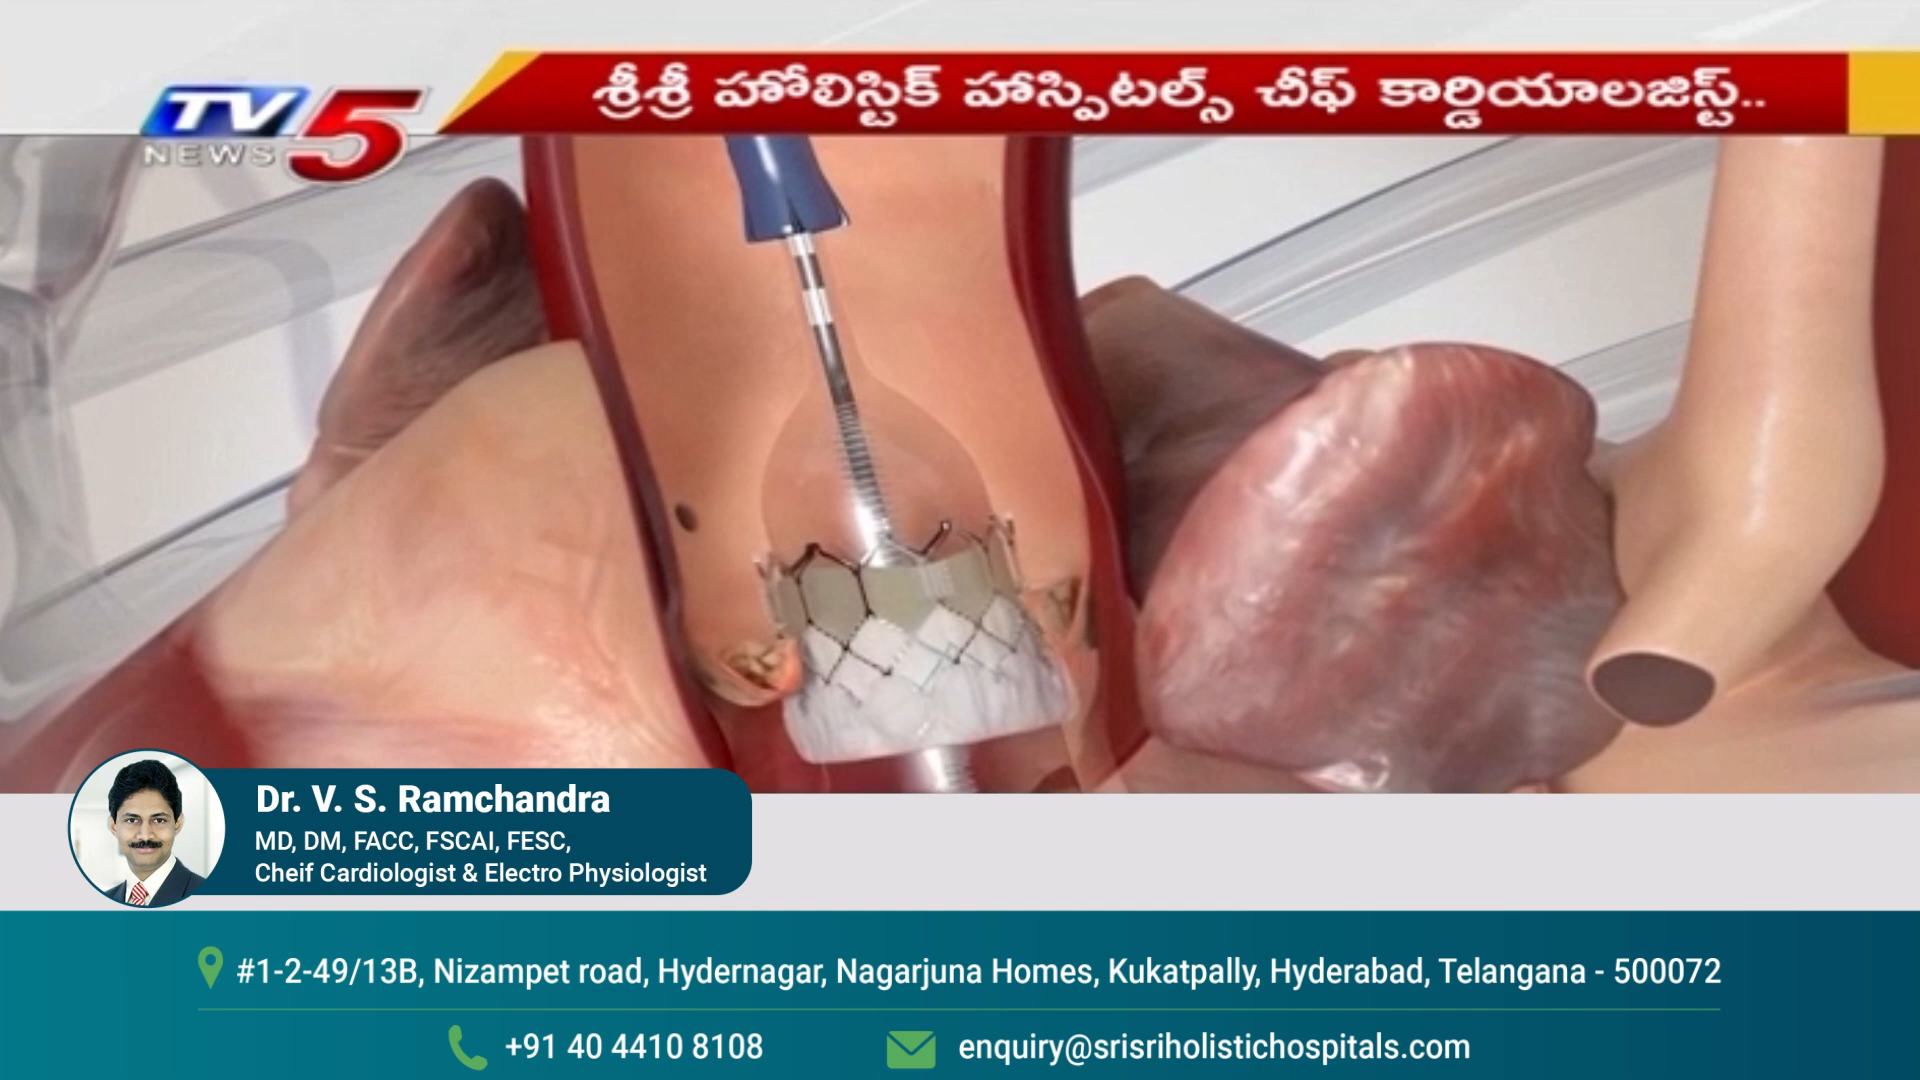 శ్రీశ్రీ హోలిస్టిక్ హాస్పిటల్స్ చీఫ్ కార్డియాలజిస్ట్..
TV5
NEWS
Dr. V. S. Ramchandra
MD, DM, FACC, FSCAI, FESC,
Cheif Cardiologist & Electro Physiologist
#1-2-49/13B, Nizampet road, Hydernagar, Nagarjuna Homes, Kukatpally, Hyderabad, Telangana - 500072
+91 40 4410 8108
enquiry@srisriholistichospitals.com